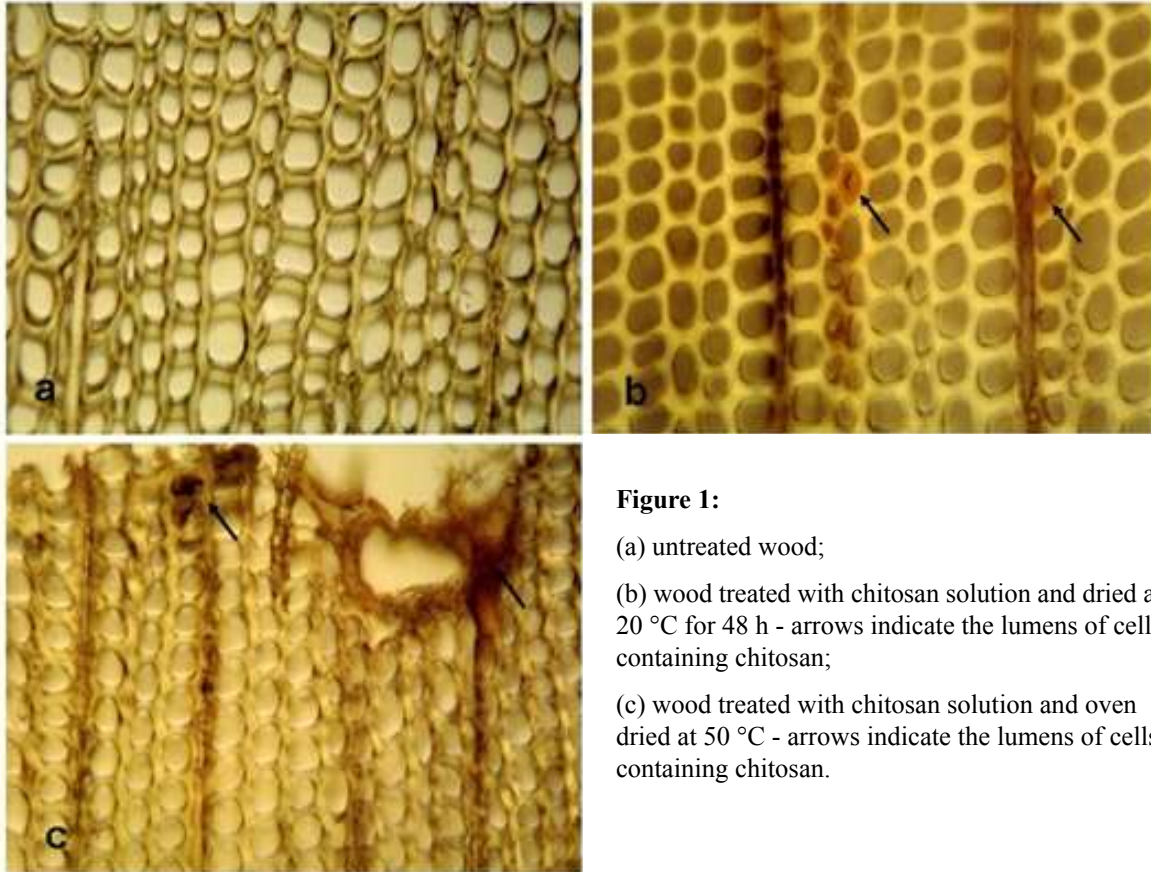 a
b
c
Figure 1:
(a) untreated wood;
(b) wood treated with chitosan solution and dried a
20 °C for 48 h - arrows indicate the lumens of cell
containing chitosan;
(c) wood treated with chitosan solution and oven
dried at 50 °C - arrows indicate the lumens of cells
containing chitosan.